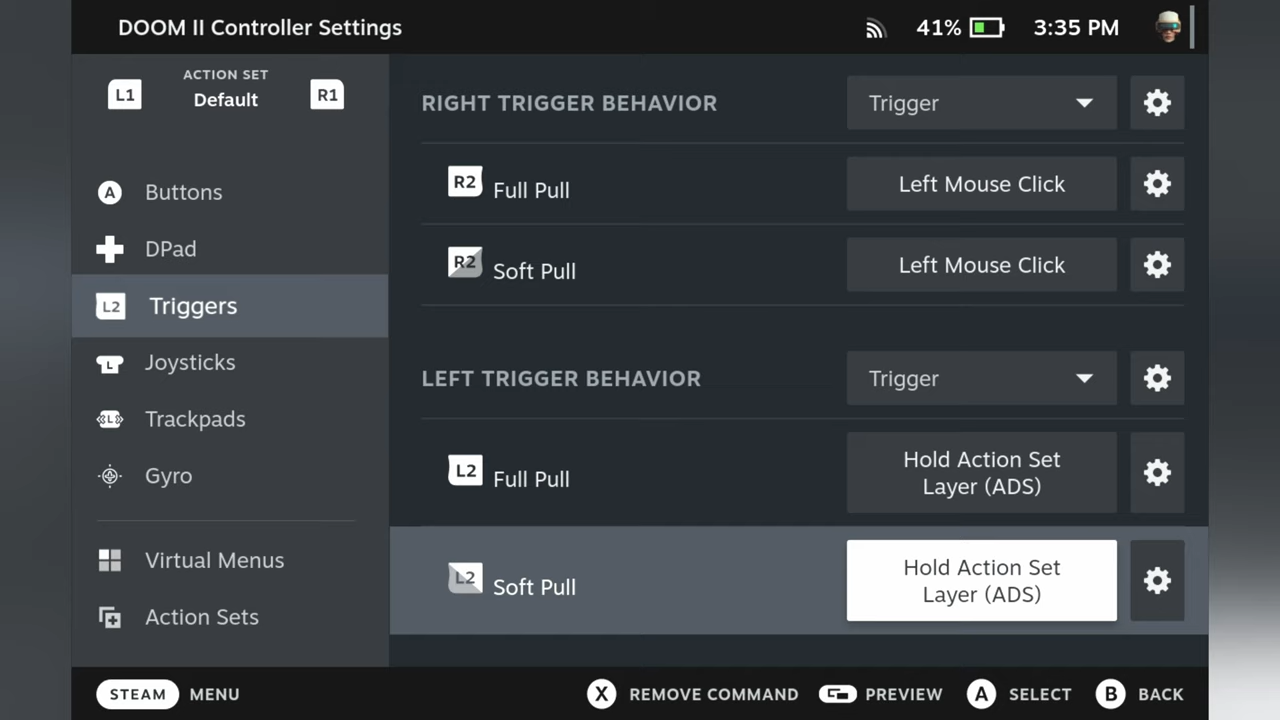 DOOM II Controller Settings
41%
3:35 PM
L1
ACTION SET
Default
R1
A Buttons
DPad
L2 Triggers
L Joysticks
L Trackpads
Gyro
Virtual Menus
Action Sets
RIGHT TRIGGER BEHAVIOR
Trigger
R2 Full Pull
Left Mouse Click
R2 Soft Pull
Left Mouse Click
LEFT TRIGGER BEHAVIOR
Trigger
L2 Full Pull
Hold Action Set
Layer (ADS)
L2 Soft Pull
Hold Action Set
Layer (ADS)
STEAM MENU
X REMOVE COMMAND
PREVIEW
A SELECT
B BACK